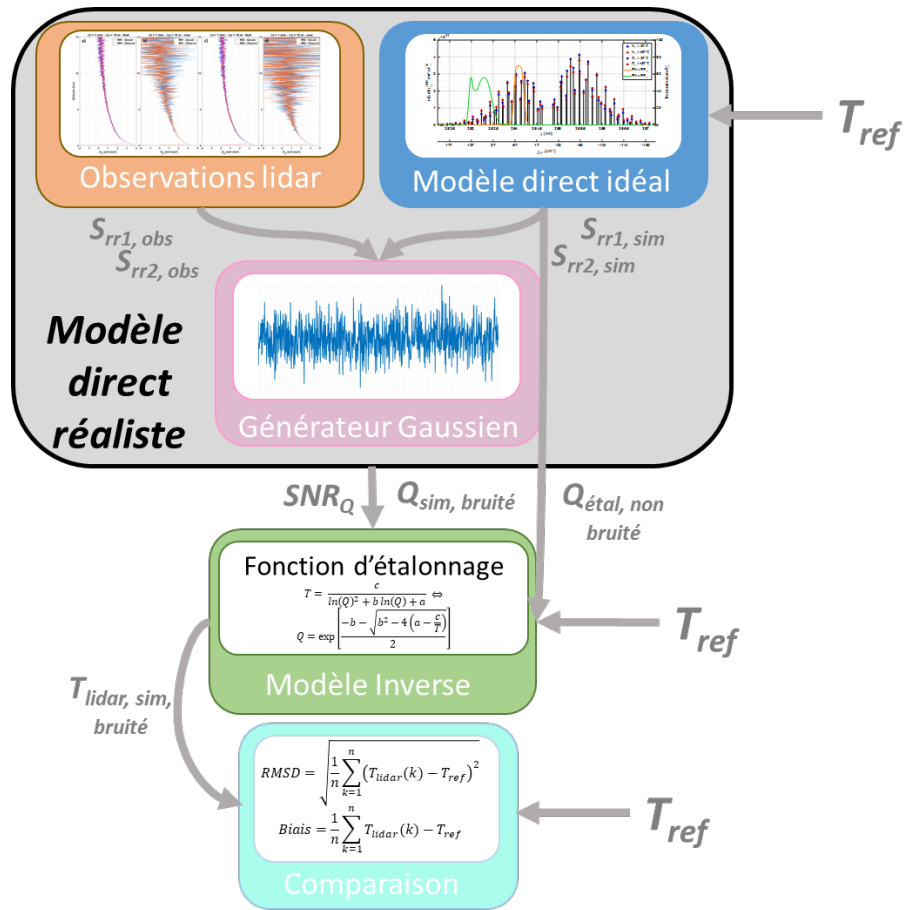 Observations lidar
Modèle direct idéal
T_ref
S_rr1, obs
S_rr2, obs
S_rr1, sim
S_rr2, sim
Modèle
direct
réaliste
Générateur Gaussien
SNR_Q
Q_sim, bruité
Q_étal, non
bruité
Fonction d'étalonnage
T = c / (ln(Q)² + b ln(Q) + a) ⇔
Q = exp[(-b - √(b² - 4(a - c/T))) / 2]
Modèle Inverse
T_ref
T_lidar, sim,
bruité
RMSD = √(1/n ∑_{k=1}^{n} (T_lidar(k) - T_ref)²)
Biais = 1/n ∑_{k=1}^{n} T_lidar(k) - T_ref
T_ref
Comparaison